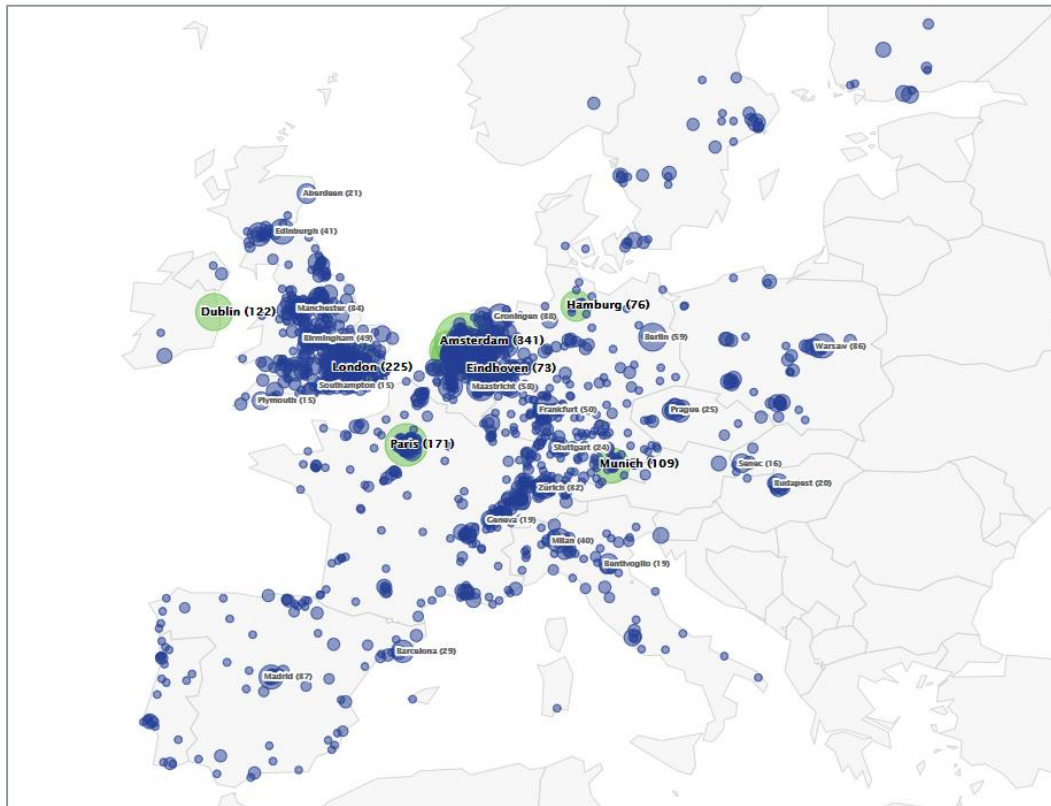 Aberdeen (21)
Edinburgh (41)
Dublin (122)
Hamburg (76)
Manchester (84)
Groningen (88)
Birmingham (49)
Amsterdam (341)
Berlin (59)
Warsaw (86)
London (225)
Eindhoven (73)
Southampton (15)
Maastricht (58)
Plymouth (15)
Frankfurt (50)
Prague (25)
Paris (171)
Stuttgart (24)
Munich (109)
Senec (16)
Zürich (82)
Budapest (20)
Geneva (19)
Milan (40)
Bentivoglio (19)
Barcelona (29)
Madrid (87)